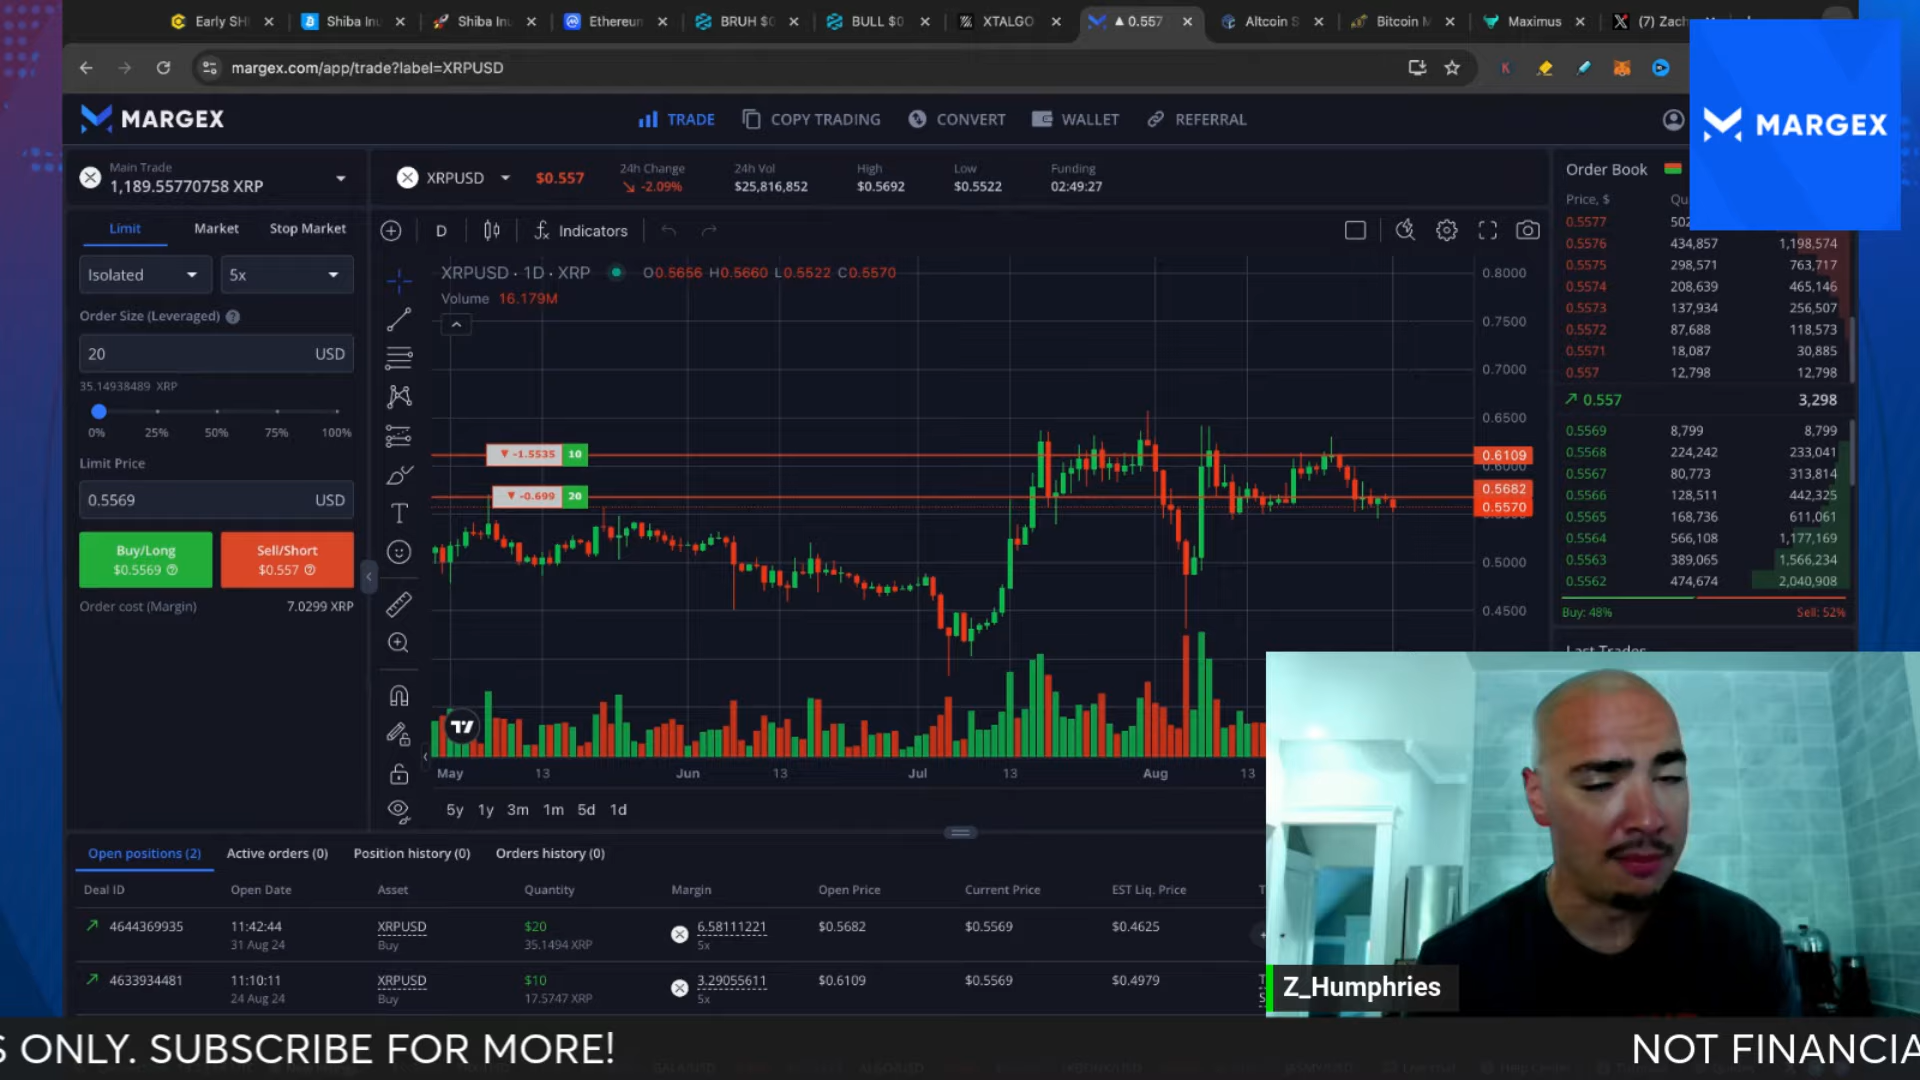 Early SH
Shiba Inu
Shiba Inu
Ethereum
BRUH $0
BULL $0
XTALGO
▲ 0.557
Altcoin S
Bitcoin M
Maximus
(7) Zach
margex.com/app/trade?label=XRPUSD
MARGEX
TRADE
COPY TRADING
CONVERT
WALLET
REFERRAL
MARGEX
Main Trade
1,189.55770758 XRP
XRPUSD
$0.557
24h Change
-2.09%
24h Vol
$25,816,852
High
$0.5692
Low
$0.5522
Funding
02:49:27
Limit
Market
Stop Market
Isolated
5x
Order Size (Leveraged)
20 USD
35.14938489 XRP
0% 25% 50% 75% 100%
Limit Price
0.5569 USD
Buy/Long
$0.5569
Sell/Short
$0.557
Order cost (Margin) 7.0299 XRP
D
Indicators
XRPUSD · 1D · XRP O0.5656 H0.5660 L0.5522 C0.5570
Volume 16.179M
-1.5535 10
-0.699 20
0.8000
0.7500
0.7000
0.6500
0.6109
0.6000
0.5682
0.5570
0.5000
0.4500
May 13 Jun 13 Jul 13 Aug 13
5y 1y 3m 1m 5d 1d
Order Book
Price, $ Qu
0.5577 502
0.5576 434,857 1,198,574
0.5575 298,571 763,717
0.5574 208,639 465,146
0.5573 137,934 256,507
0.5572 87,688 118,573
0.5571 18,087 30,885
0.557 12,798 12,798
0.557 3,298
0.5569 8,799 8,799
0.5568 224,242 233,041
0.5567 80,773 313,814
0.5566 128,511 442,325
0.5565 168,736 611,061
0.5564 566,108 1,177,169
0.5563 389,065 1,566,234
0.5562 474,674 2,040,908
Buy: 48% Sell: 52%
Last Trades
Open positions (2)
Active orders (0)
Position history (0)
Orders history (0)
Deal ID Open Date Asset Quantity Margin Open Price Current Price EST Liq. Price
4644369935 11:42:44 XRPUSD $20 6.58111221 $0.5682 $0.5569 $0.4625
31 Aug 24 Buy 35.1494 XRP 5x
4633934481 11:10:11 XRPUSD $10 3.29055611 $0.6109 $0.5569 $0.4979
24 Aug 24 Buy 17.5747 XRP 5x
Z_Humphries
S ONLY. SUBSCRIBE FOR MORE!
NOT FINANCIA